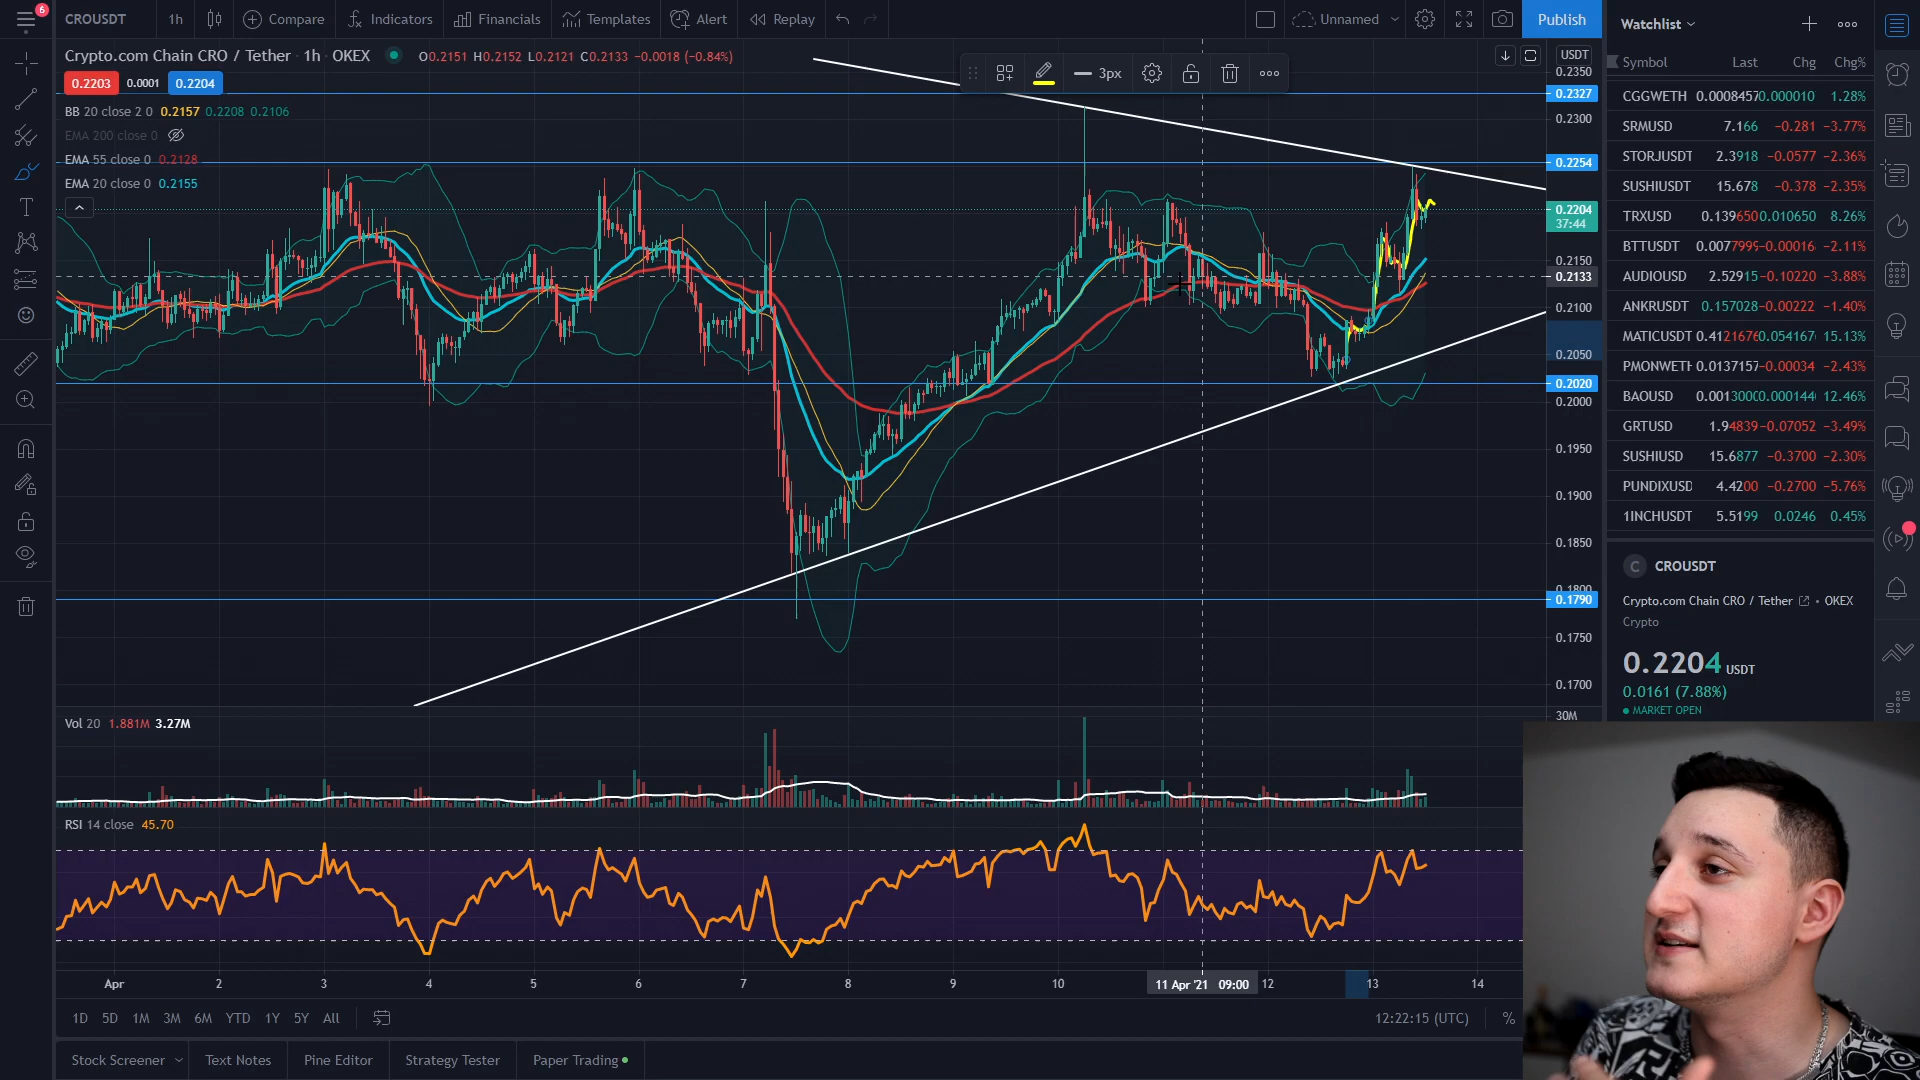 6
CROUSDT 1h Compare Indicators Financials Templates Alert Replay Unnamed Publish
Crypto.com Chain CRO / Tether · 1h · OKEX O0.2151 H0.2152 L0.2121 C0.2133 −0.0018 (−0.84%)
0.2203 0.0001 0.2204
BB 20 close 2 0 0.2157 0.2208 0.2106
EMA 200 close 0
EMA 55 close 0 0.2128
EMA 20 close 0 0.2155
3px
USDT
0.2350
0.2327
0.2300
0.2254
0.2204
37:44
0.2150
0.2133
0.2100
0.2050
0.2020
0.2000
0.1950
0.1900
0.1850
0.1800
0.1790
0.1750
0.1700
30M
Vol 20 1.881M 3.27M
RSI 14 close 45.70
Apr 2 3 4 5 6 7 8 9 10 11 Apr '21 09:00 12 13 14
1D 5D 1M 3M 6M YTD 1Y 5Y All 12:22:15 (UTC) %
Stock Screener Text Notes Pine Editor Strategy Tester Paper Trading
Watchlist
Symbol Last Chg Chg%
CGGWETH 0.0008457 0.000010 1.28%
SRMUSD 7.166 −0.281 −3.77%
STORJUSDT 2.3918 −0.0577 −2.36%
SUSHIUSDT 15.678 −0.378 −2.35%
TRXUSD 0.139650 0.010650 8.26%
BTTUSDT 0.0077999 −0.00016 −2.11%
AUDIOUSD 2.52915 −0.10220 −3.88%
ANKRUSDT 0.157028 −0.00222 −1.40%
MATICUSDT 0.412167 0.054167 15.13%
PMONWETH 0.0137157 −0.00034 −2.43%
BAOUSD 0.001300 0.000144 12.46%
GRTUSD 1.94839 −0.07052 −3.49%
SUSHIUSD 15.6877 −0.3700 −2.30%
PUNDIXUSD 4.4200 −0.2700 −5.76%
1INCHUSDT 5.5199 0.0246 0.45%
C CROUSDT
Crypto.com Chain CRO / Tether • OKEX
Crypto
0.2204 USDT
0.0161 (7.88%)
MARKET OPEN